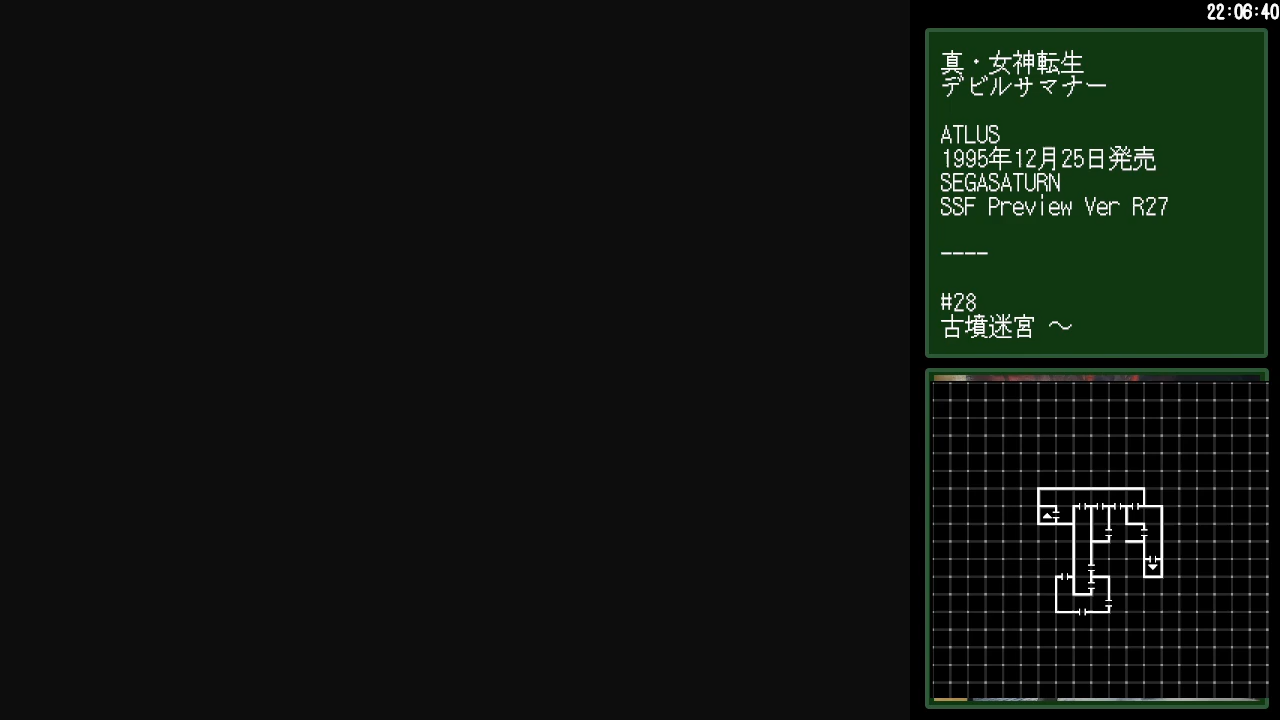 22:06:40
真・女神転生
デビルサマナー
ATLUS
1995年12月25日発売
SEGASATURN
SSF Preview Ver R27
----
#28
古墳迷宮 ～